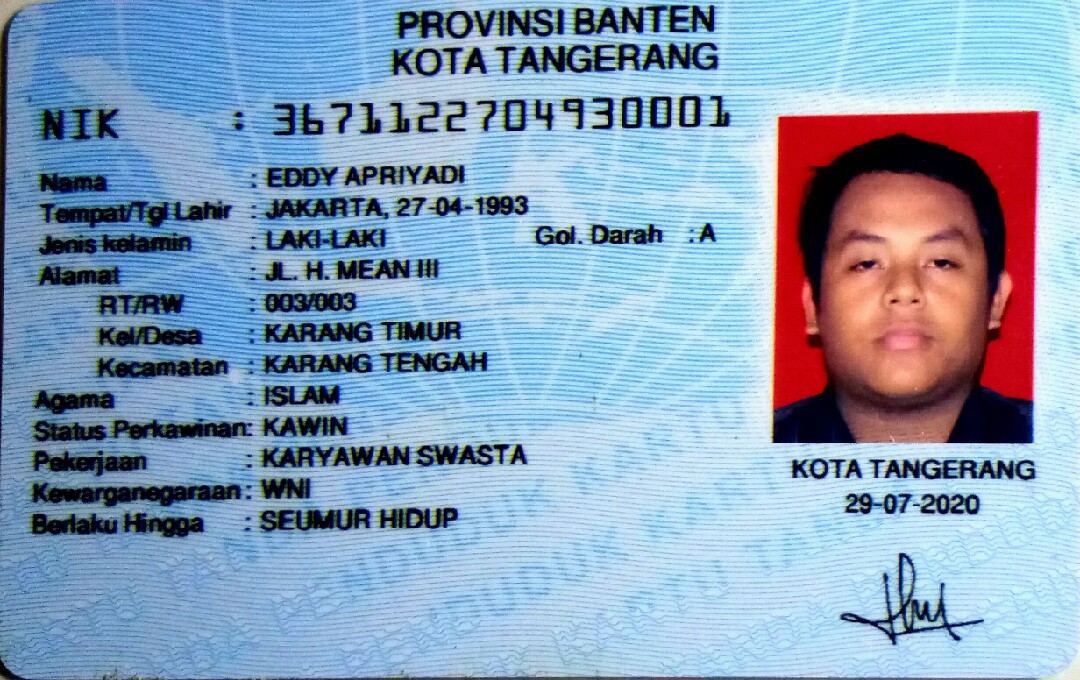 PROVINSI BANTEN
KOTA TANGERANG
NIK : 3671122704930001
Nama : EDDY APRIYADI
Tempat/Tgl Lahir : JAKARTA, 27-04-1993
Jenis kelamin : LAKI-LAKI Gol. Darah : A
Alamat : JL. H. MEAN III
RT/RW : 003/003
Kel/Desa : KARANG TIMUR
Kecamatan : KARANG TENGAH
Agama : ISLAM
Status Perkawinan: KAWIN
Pekerjaan : KARYAWAN SWASTA
Kewarganegaraan : WNI
Berlaku Hingga : SEUMUR HIDUP
KOTA TANGERANG
29-07-2020